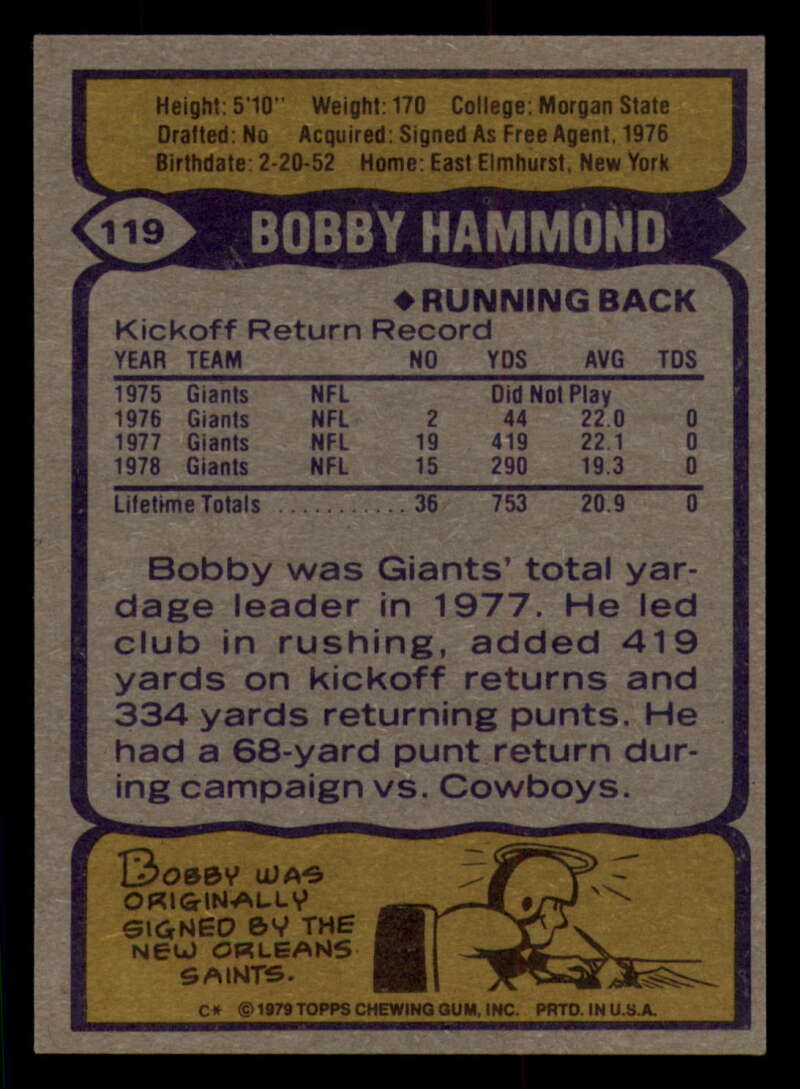 Height: 5'10" Weight: 170 College: Morgan State
Drafted: No Acquired: Signed As Free Agent, 1976
Birthdate: 2-20-52 Home: East Elmhurst, New York
119 BOBBY HAMMOND
◆RUNNING BACK
Kickoff Return Record
YEAR TEAM NO YDS AVG TDS
1975 Giants NFL Did Not Play
1976 Giants NFL 2 44 22.0 0
1977 Giants NFL 19 419 22.1 0
1978 Giants NFL 15 290 19.3 0
Lifetime Totals ........... 36 753 20.9 0
Bobby was Giants' total yar-
dage leader in 1977. He led
club in rushing, added 419
yards on kickoff returns and
334 yards returning punts. He
had a 68-yard punt return dur-
ing campaign vs. Cowboys.
BOBBY WAS
ORIGINALLY
SIGNED BY THE
NEW ORLEANS
SAINTS.
C* ©1979 TOPPS CHEWING GUM, INC. PRTD. IN U.S.A.